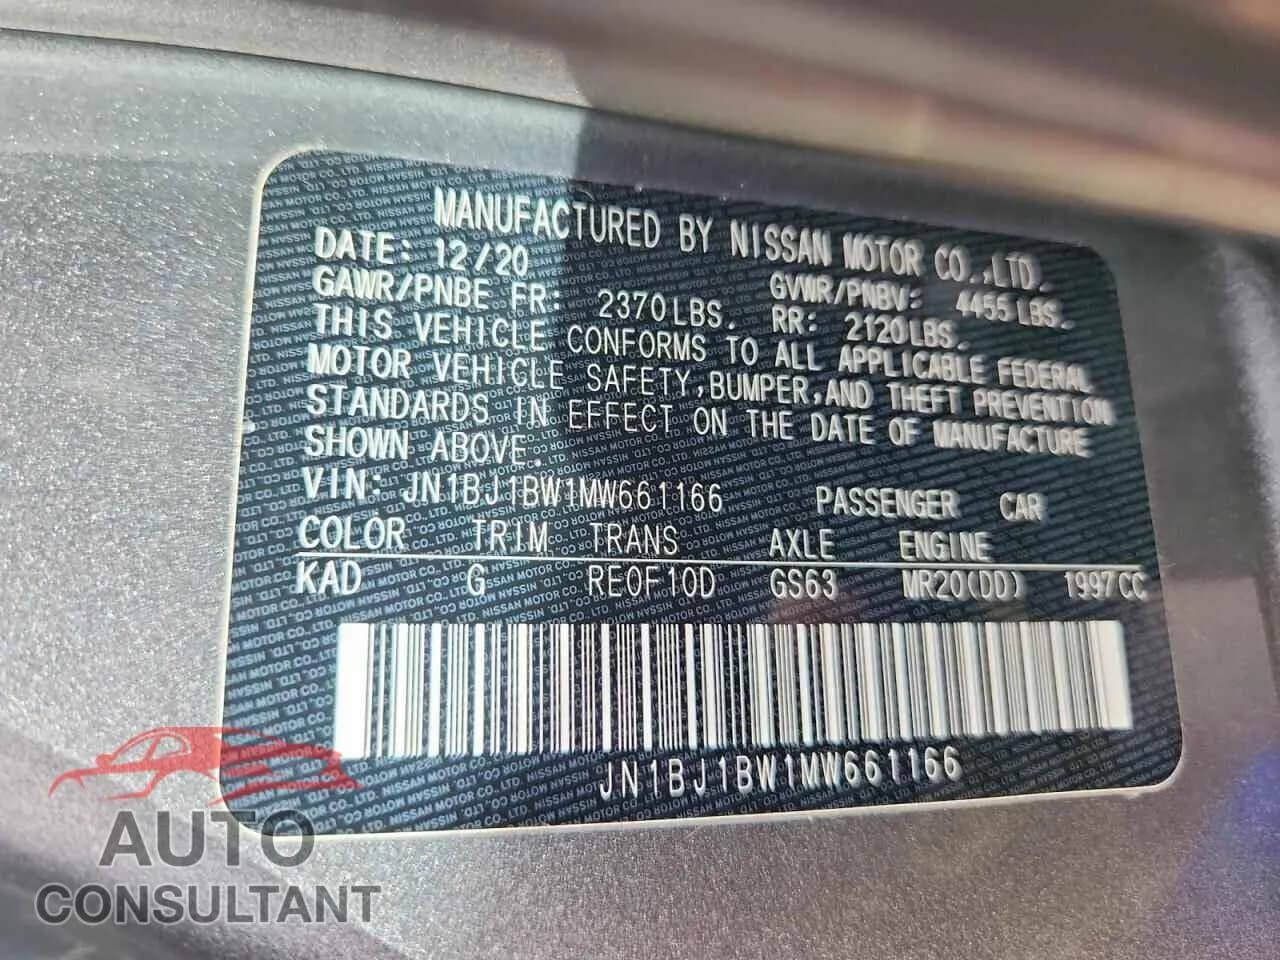 MANUFACTURED BY NISSAN MOTOR CO.,LTD.
DATE: 12/20
GAWR/PNBE FR: 2370LBS. GVWR/PNBV: 4455LBS.
RR: 2120LBS.
THIS VEHICLE CONFORMS TO ALL APPLICABLE FEDERAL
MOTOR VEHICLE SAFETY,BUMPER,AND THEFT PREVENTION
STANDARDS IN EFFECT ON THE DATE OF MANUFACTURE
SHOWN ABOVE.
VIN: JN1BJ1BW1MW661166 PASSENGER CAR
COLOR TRIM TRANS AXLE ENGINE
KAD G RE0F10D GS63 MR20(DD) 1997CC
JN1BJ1BW1MW661166
AUTO
CONSULTANT